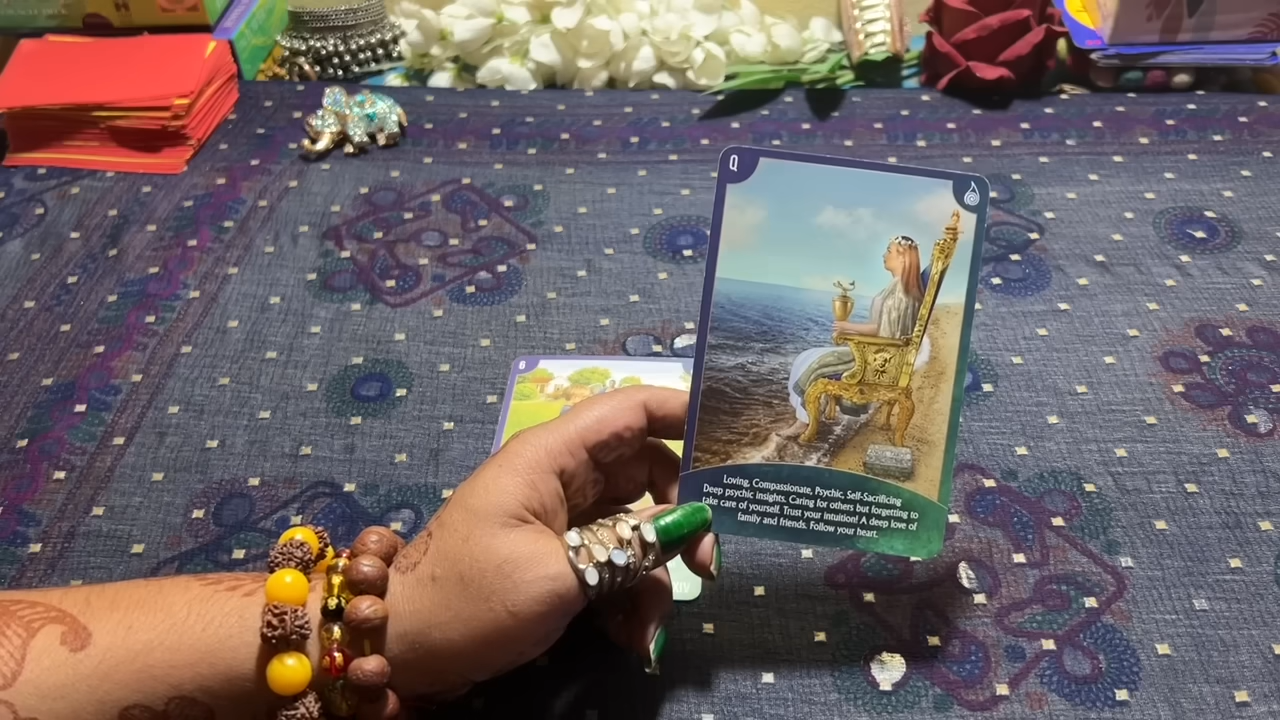 Q
6
Loving, Compassionate, Psychic, Self-Sacrificing
Deep psychic insights. Caring for others but forgetting to
take care of yourself. Trust your intuition! A deep love of
family and friends. Follow your heart.
XIV